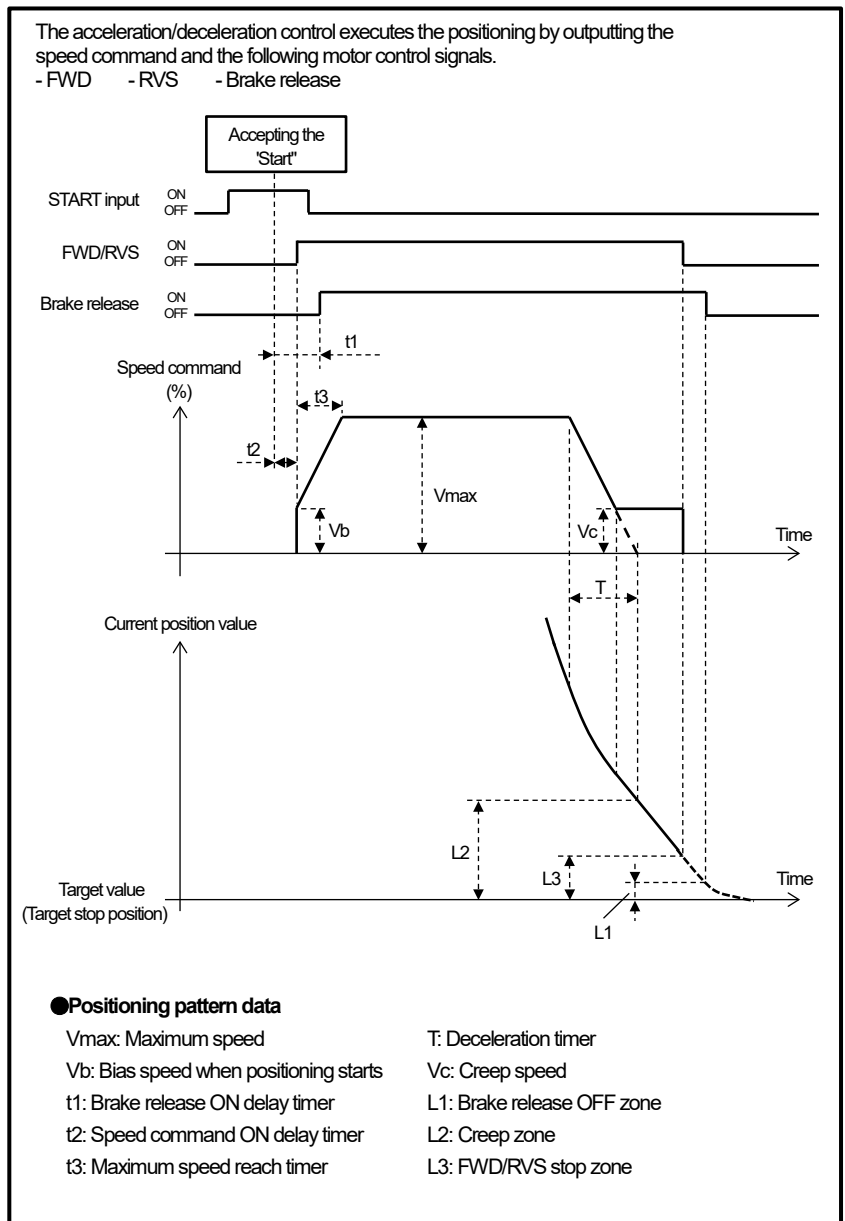 The acceleration/deceleration control executes the positioning by outputting the
speed command and the following motor control signals.
- FWD - RVS - Brake release
Accepting the
'Start"
START input
ON
OFF
FWD/RVS
ON
OFF
Brake release
ON
OFF
t1
Speed command
(%)
t3
t2
Vmax
Vb
Vc
Time
T
Current position value
L2
L3
Time
Target value
(Target stop position)
L1
●Positioning pattern data
Vmax: Maximum speed
T: Deceleration timer
Vb: Bias speed when positioning starts
Vc: Creep speed
t1: Brake release ON delay timer
L1: Brake release OFF zone
t2: Speed command ON delay timer
L2: Creep zone
t3: Maximum speed reach timer
L3: FWD/RVS stop zone